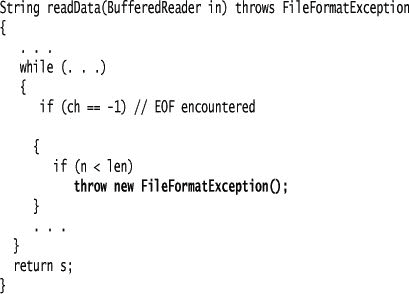 String readData(BufferedReader in) throws FileFormatException
{
. . .
while (. . .)
{
if (ch == -1) // EOF encountered
{
if (n < len)
throw new FileFormatException();
}
. . .
}
return s;
}